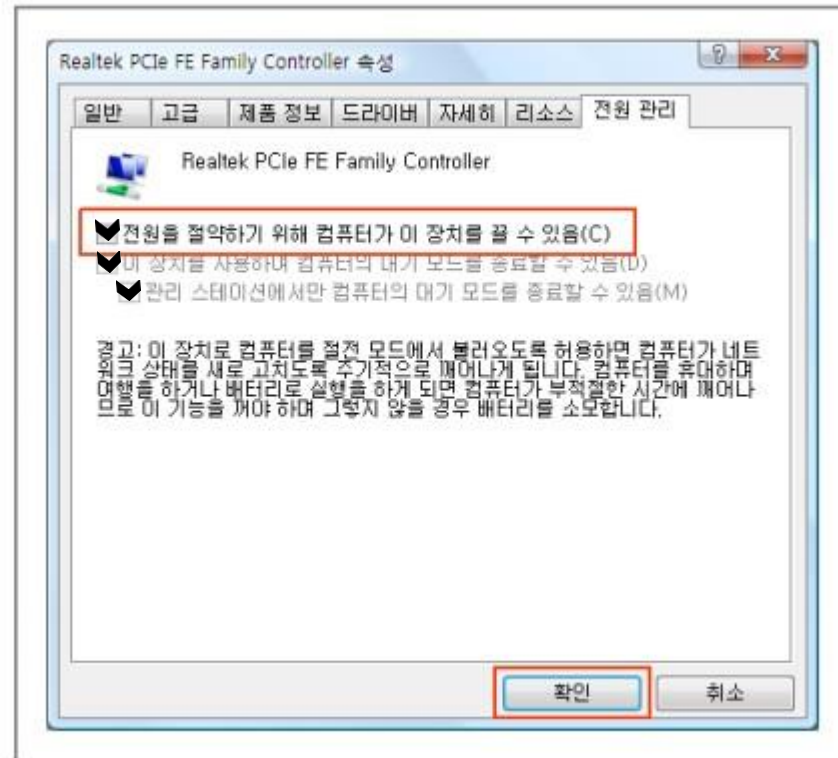 Realtek PCIe FE Family Controller 속성
일반 고급 제품 정보 드라이버 자세히 리소스 전원 관리
Realtek PCIe FE Family Controller
전원을 절약하기 위해 컴퓨터가 이 장치를 끌 수 있음(C)
이 장치를 사용하여 컴퓨터의 대기 모드를 종료할 수 있음(D)
관리 스테이션에서만 컴퓨터의 대기 모드를 종료할 수 있음(M)
경고: 이 장치로 컴퓨터를 절전 모드에서 불러오도록 허용하면 컴퓨터가 네트
워크 상태를 새로 고치도록 주기적으로 깨어나게 됩니다. 컴퓨터를 휴대하며
여행을 하거나 배터리로 실행을 하게 되면 컴퓨터가 부적절한 시간에 깨어나
므로 이 기능을 꺼야 하며 그렇지 않을 경우 배터리를 소모합니다.
확인 취소